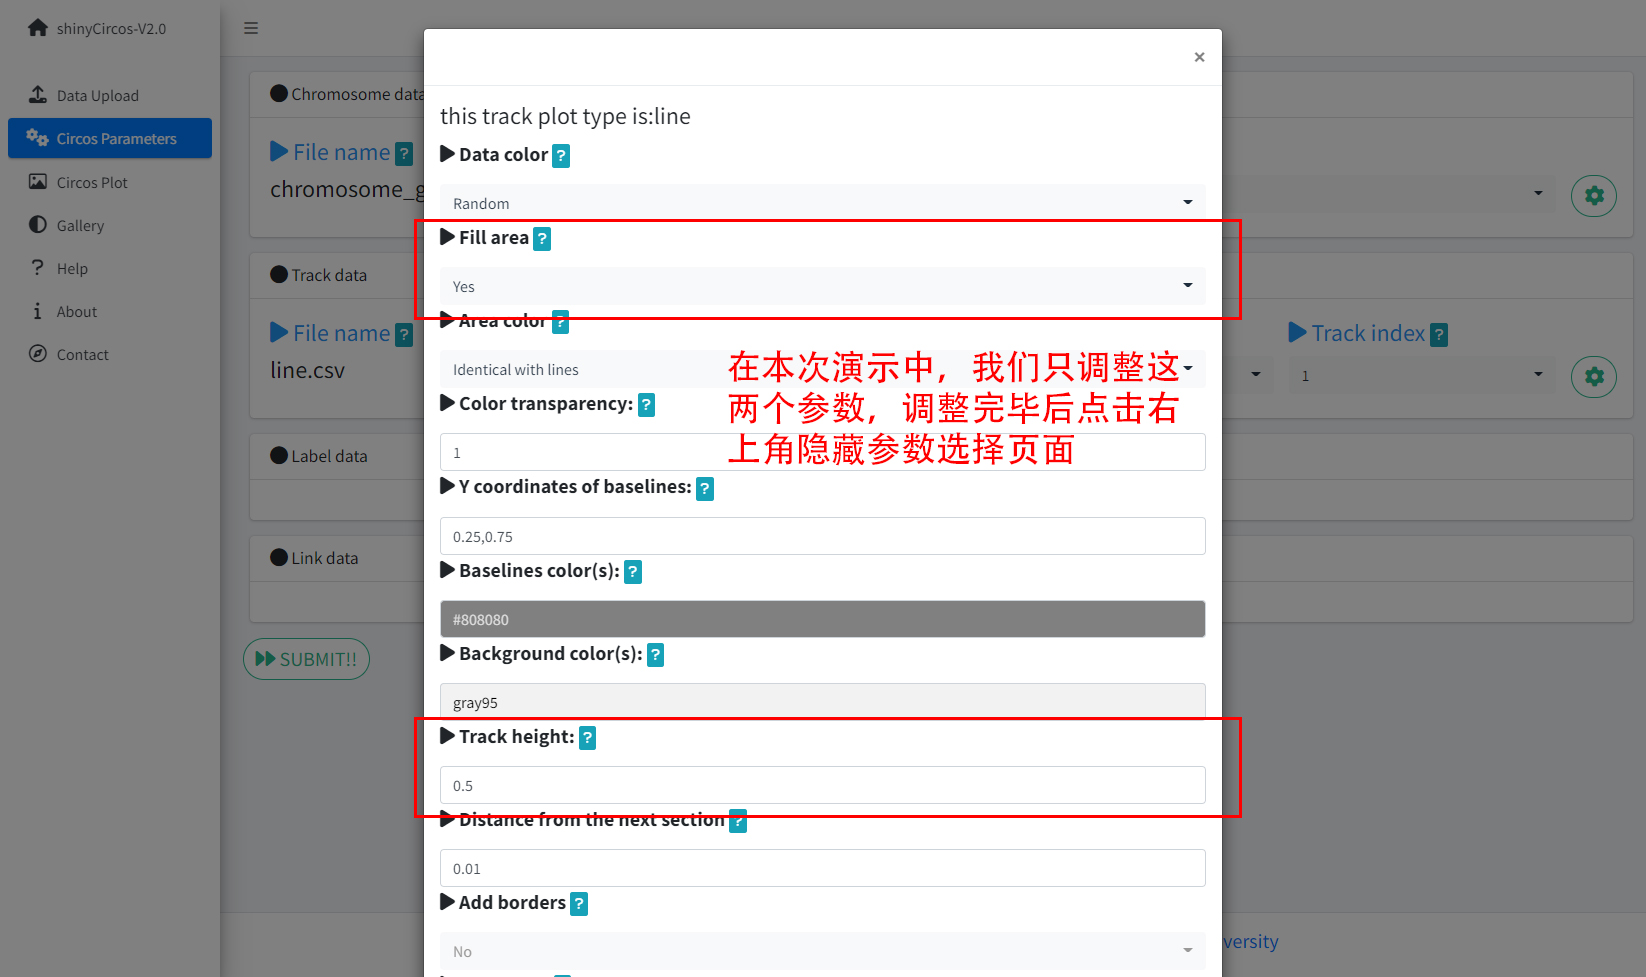 shinyCircos-V2.0
Data Upload
Circos Parameters
Circos Plot
Gallery
Help
About
Contact
Chromosome data
File name ?
chromosome_g
Track data
File name ?
line.csv
Track index ?
1
Label data
Link data
SUBMIT!!
versity
×
this track plot type is:line
Data color ?
Random
Fill area ?
Yes
Area color ?
Identical with lines
在本次演示中，我们只调整这
两个参数，调整完毕后点击右
上角隐藏参数选择页面
Color transparency: ?
1
Y coordinates of baselines: ?
0.25,0.75
Baselines color(s): ?
#808080
Background color(s): ?
gray95
Track height: ?
0.5
Distance from the next section ?
0.01
Add borders ?
No